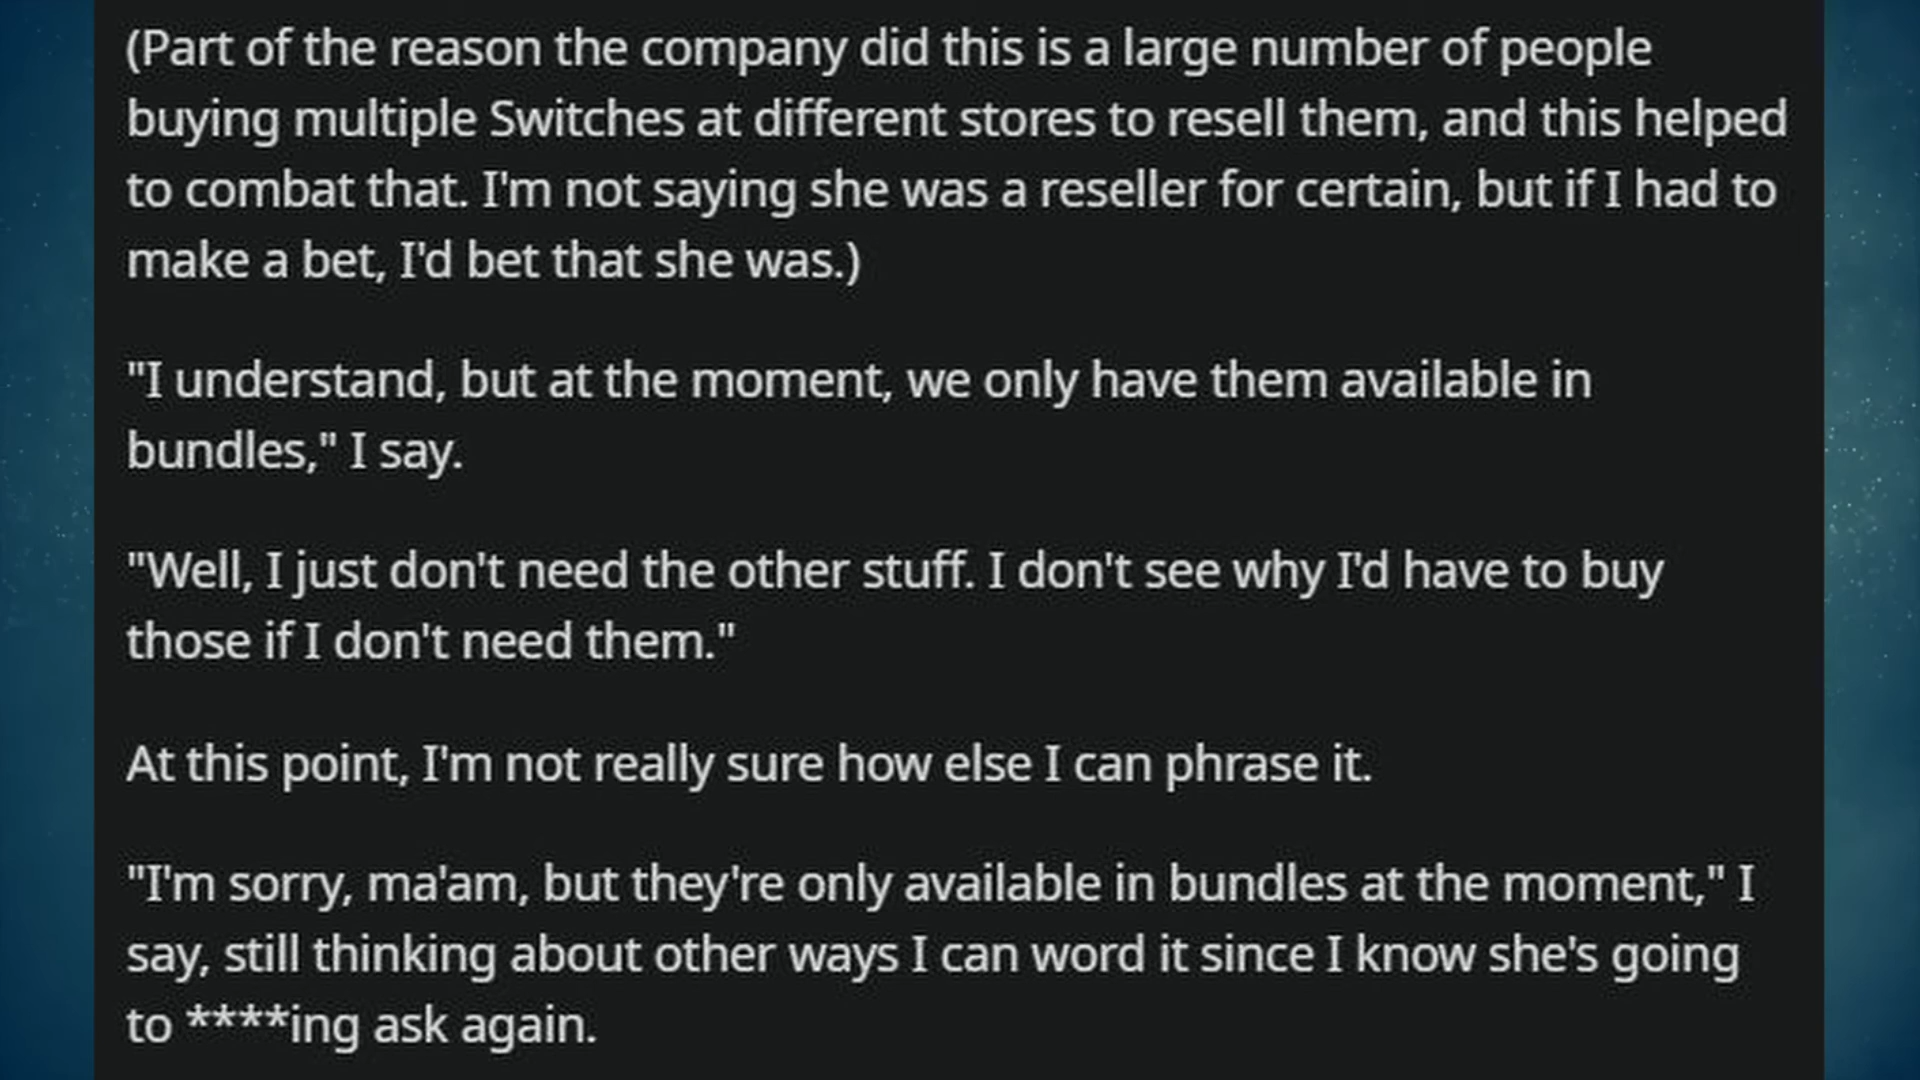 (Part of the reason the company did this is a large number of people
buying multiple Switches at different stores to resell them, and this helped
to combat that. I'm not saying she was a reseller for certain, but if I had to
make a bet, I'd bet that she was.)
"I understand, but at the moment, we only have them available in
bundles," I say.
"Well, I just don't need the other stuff. I don't see why I'd have to buy
those if I don't need them."
At this point, I'm not really sure how else I can phrase it.
"I'm sorry, ma'am, but they're only available in bundles at the moment," I
say, still thinking about other ways I can word it since I know she's going
to ****ing ask again.